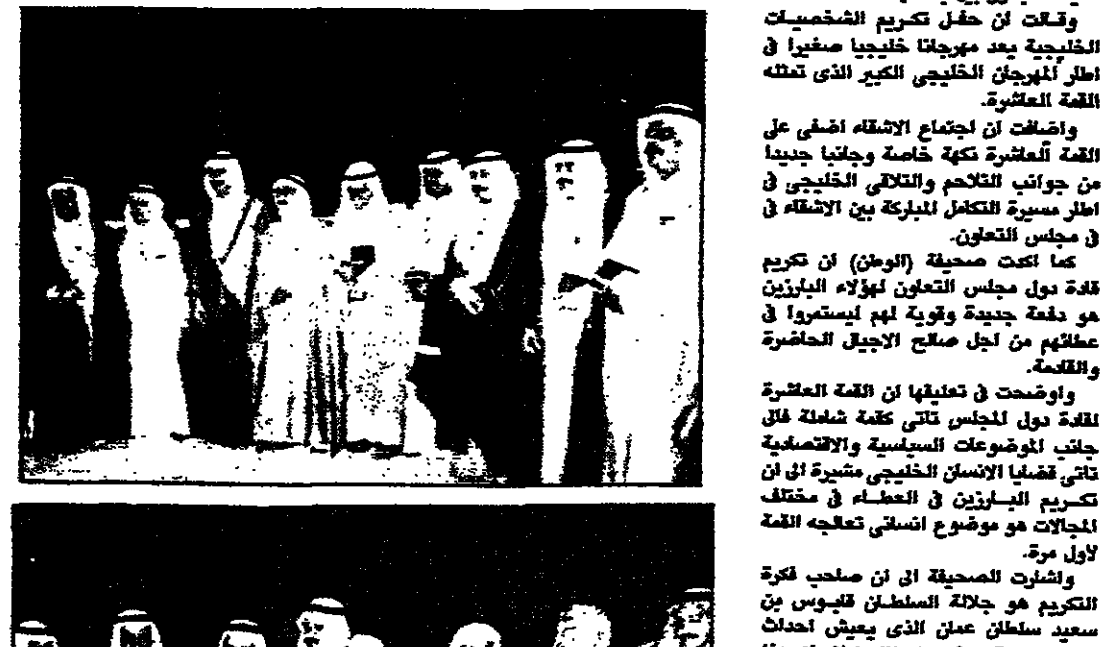 وقالت ان حفل تكريم الشخصيات
الخليجية يعد مهرجانا خليجيا صغيرا في
اطار المهرجان الخليجي الكبير الذي تمثله
القمة العاشرة.
واضافت ان اجتماع الاشقاء اضفى على
القمة العاشرة نكهة خاصة وجانبا جديدا
من جوانب التلاحم والتلاقي الخليجي في
اطار مسيرة التكامل المباركة بين الاشقاء في
في مجلس التعاون.
كما اكدت صحيفة (الوطن) ان تكريم
قادة دول مجلس التعاون لهؤلاء البارزين
هو دفعة جديدة وقوية لهم ليستمروا في
عطائهم من اجل صالح الاجيال الحاضرة
والقادمة.
واوضحت في تعليقها ان القمة العاشرة
لقادة دول المجلس تاتي كقمة شاملة فالى
جانب الموضوعات السياسية والاقتصادية
تاتي قضايا الانسان الخليجي مشيرة الى ان
تكريم البارزين في العطاء في مختلف
المجالات هو موضوع انساني تعالجه القمة
لاول مرة.
واشارت الصحيفة الى ان صاحب فكرة
التكريم هو جلالة السلطان قابوس بن
سعيد سلطان عمان الذي يعيش احداث